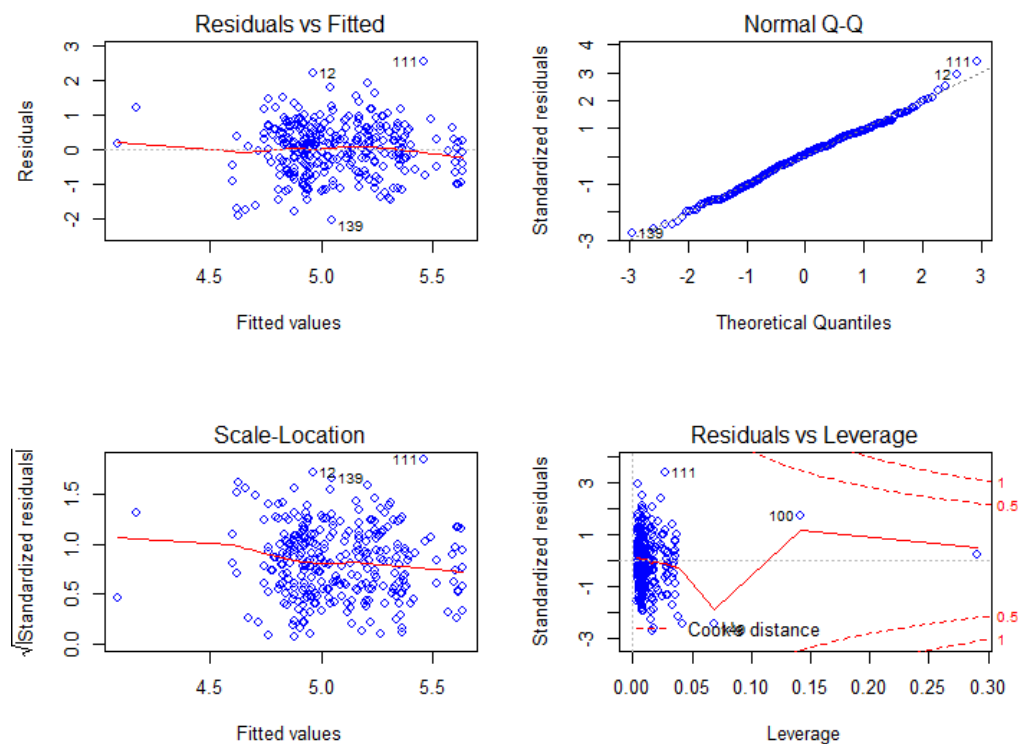 Residuals vs Fitted
Residuals
3
2
1
0
-1
-2
12
111
139
4.5 5.0 5.5
Fitted values
Normal Q-Q
Standardized residuals
4
3
1
-1
-3
111
12
139
-3 -2 -1 0 1 2 3
Theoretical Quantiles
Scale-Location
√|Standardized residuals|
1.5
1.0
0.5
0.0
12
139
111
4.5 5.0 5.5
Fitted values
Residuals vs Leverage
Standardized residuals
3
1
-1
-3
111
100
1
0.5
0.5
1
Cook's distance
0.00 0.05 0.10 0.15 0.20 0.25 0.30
Leverage